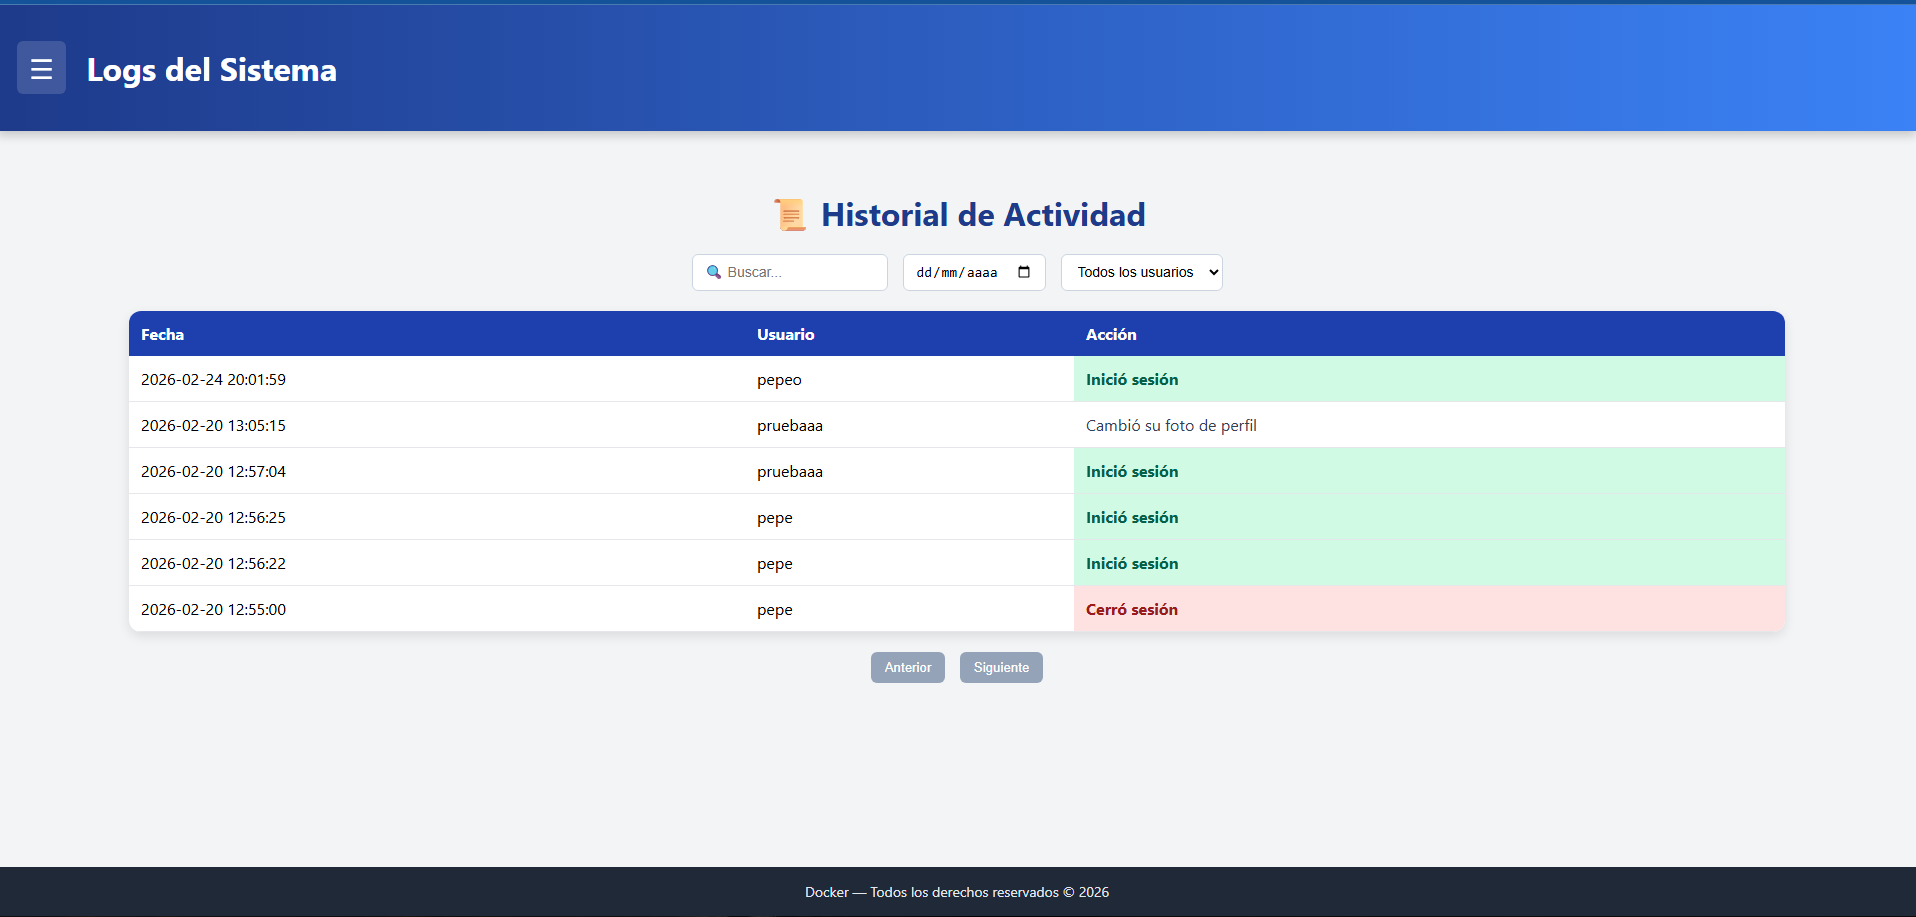 ☰ Logs del Sistema
📜 Historial de Actividad
🔍 Buscar... dd/mm/aaaa Todos los usuarios
Fecha Usuario Acción
2026-02-24 20:01:59 pepeo Inició sesión
2026-02-20 13:05:15 pruebaaa Cambió su foto de perfil
2026-02-20 12:57:04 pruebaaa Inició sesión
2026-02-20 12:56:25 pepe Inició sesión
2026-02-20 12:56:22 pepe Inició sesión
2026-02-20 12:55:00 pepe Cerró sesión
Anterior Siguiente
Docker — Todos los derechos reservados © 2026